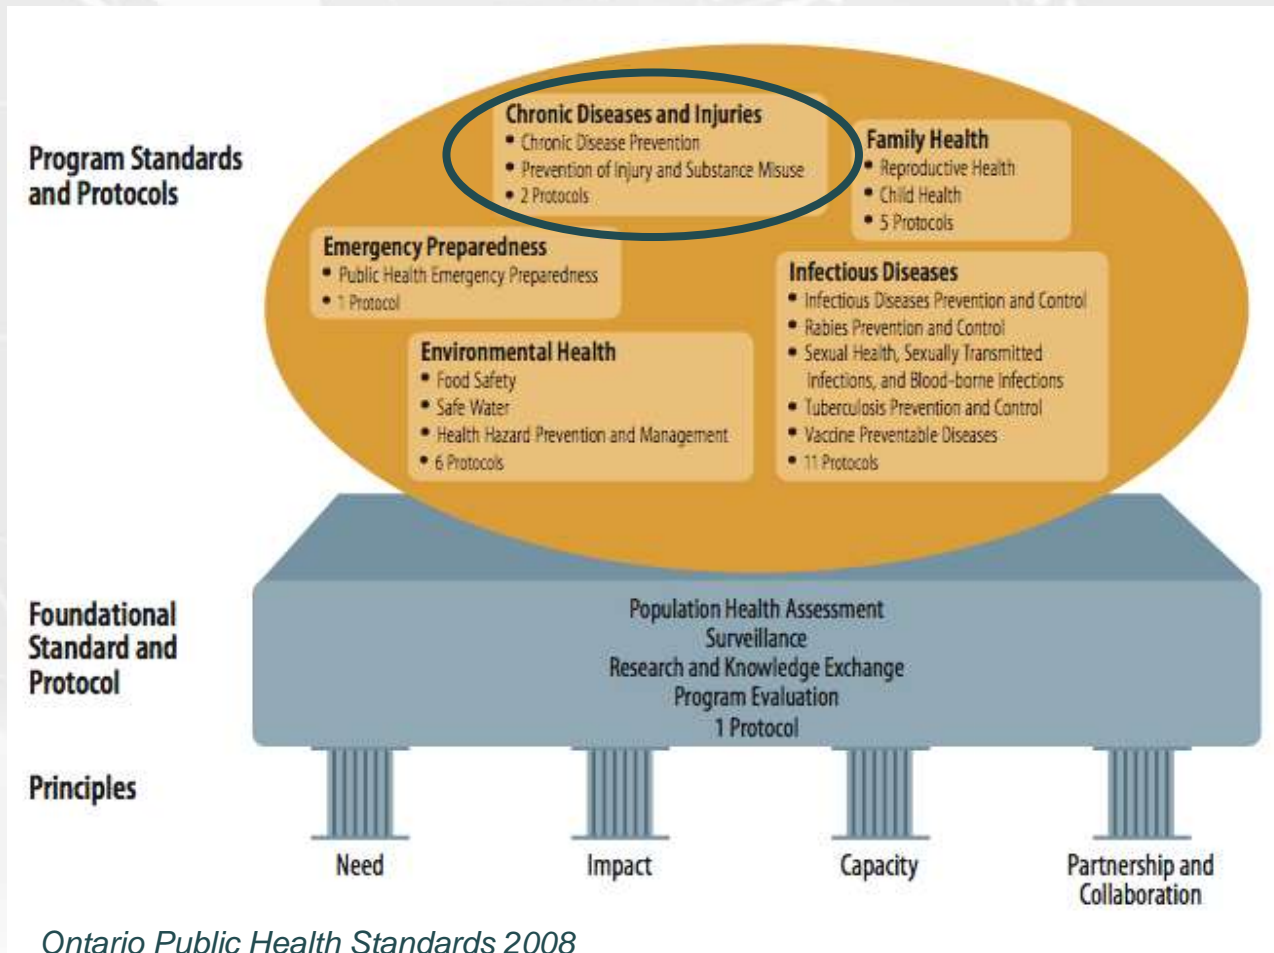 Program Standards
and Protocols
Chronic Diseases and Injuries
• Chronic Disease Prevention
• Prevention of Injury and Substance Misuse
• 2 Protocols
Family Health
• Reproductive Health
• Child Health
• 5 Protocols
Emergency Preparedness
• Public Health Emergency Preparedness
• 1 Protocol
Infectious Diseases
• Infectious Diseases Prevention and Control
• Rabies Prevention and Control
• Sexual Health, Sexually Transmitted
Infections, and Blood-borne Infections
• Tuberculosis Prevention and Control
• Vaccine Preventable Diseases
• 11 Protocols
Environmental Health
• Food Safety
• Safe Water
• Health Hazard Prevention and Management
• 6 Protocols
Foundational
Standard and
Protocol
Population Health Assessment
Surveillance
Research and Knowledge Exchange
Program Evaluation
1 Protocol
Principles
Need
Impact
Capacity
Partnership and
Collaboration
Ontario Public Health Standards 2008